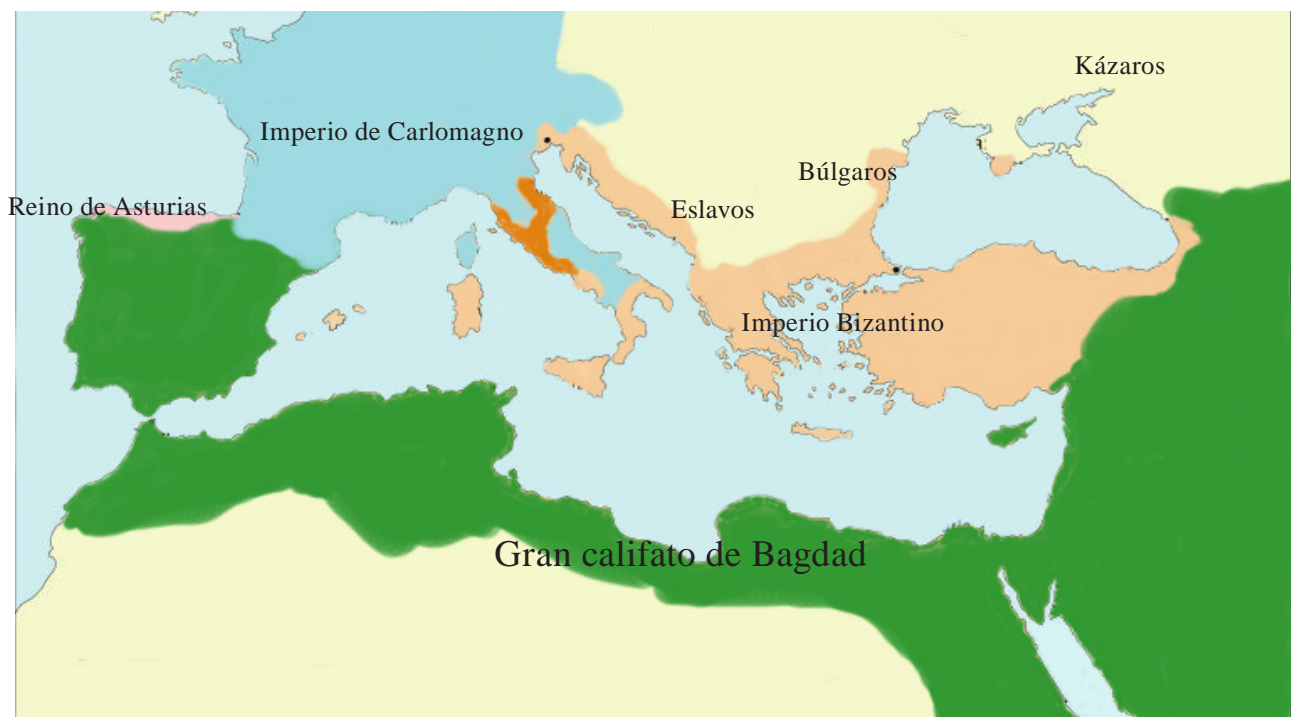 Kázaros
Imperio de Carlomagno
Búlgaros
Reino de Asturias
Eslavos
Imperio Bizantino
Gran califato de Bagdad